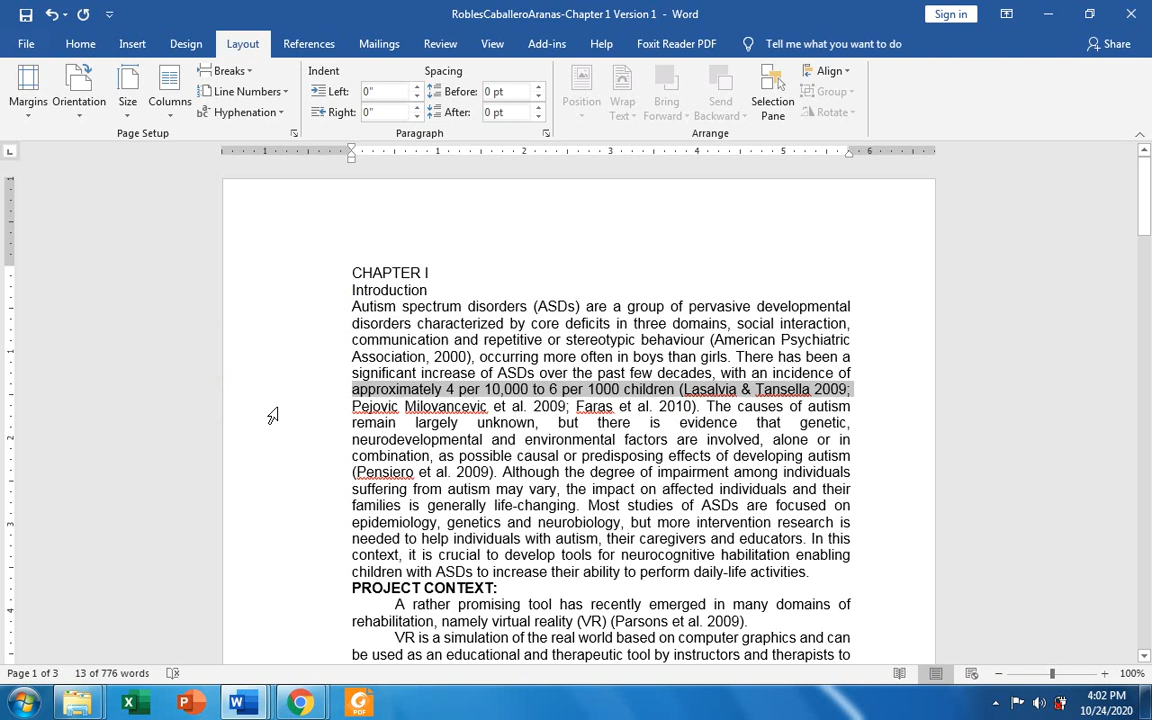 RoblesCaballeroAranas-Chapter 1 Version 1 - Word
Sign in
File Home Insert Design Layout References Mailings Review View Add-ins Help Foxit Reader PDF Tell me what you want to do Share
Margins Orientation Size Columns
Breaks
Line Numbers
Hyphenation
Page Setup
Indent
Left: 0"
Right: 0"
Spacing
Before: 0 pt
After: 0 pt
Paragraph
Position
Wrap Text
Bring Forward
Send Backward
Selection Pane
Align
Group
Rotate
Arrange
1 1 2 3 4 5 6
CHAPTER I
Introduction
Autism spectrum disorders (ASDs) are a group of pervasive developmental
disorders characterized by core deficits in three domains, social interaction,
communication and repetitive or stereotypic behaviour (American Psychiatric
Association, 2000), occurring more often in boys than girls. There has been a
significant increase of ASDs over the past few decades, with an incidence of
approximately 4 per 10,000 to 6 per 1000 children (Lasalvia & Tansella 2009;
Pejovic Milovancevic et al. 2009; Faras et al. 2010). The causes of autism
remain largely unknown, but there is evidence that genetic,
neurodevelopmental and environmental factors are involved, alone or in
combination, as possible causal or predisposing effects of developing autism
(Pensiero et al. 2009). Although the degree of impairment among individuals
suffering from autism may vary, the impact on affected individuals and their
families is generally life-changing. Most studies of ASDs are focused on
epidemiology, genetics and neurobiology, but more intervention research is
needed to help individuals with autism, their caregivers and educators. In this
context, it is crucial to develop tools for neurocognitive habilitation enabling
children with ASDs to increase their ability to perform daily-life activities.
PROJECT CONTEXT:
A rather promising tool has recently emerged in many domains of
rehabilitation, namely virtual reality (VR) (Parsons et al. 2009).
VR is a simulation of the real world based on computer graphics and can
be used as an educational and therapeutic tool by instructors and therapists to
Page 1 of 3 13 of 776 words 100%
4:02 PM
10/24/2020